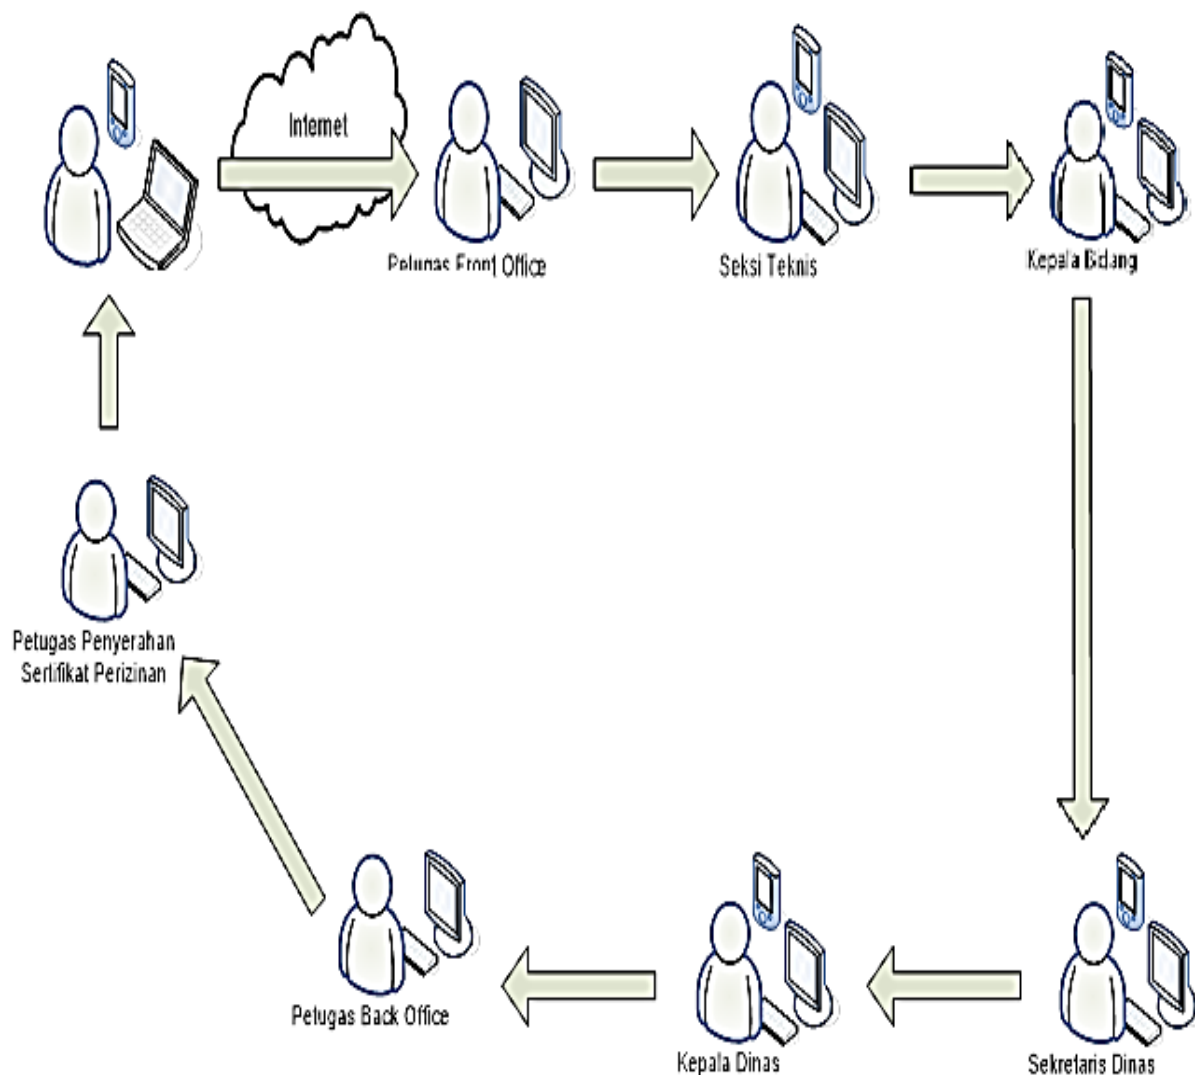 Internet
Petugas Front Office
Seksi Teknis
Kepala Bidang
Petugas Penyerahan
Sertifikat Perizinan
Petugas Back Office
Kepala Dinas
Sekretaris Dinas